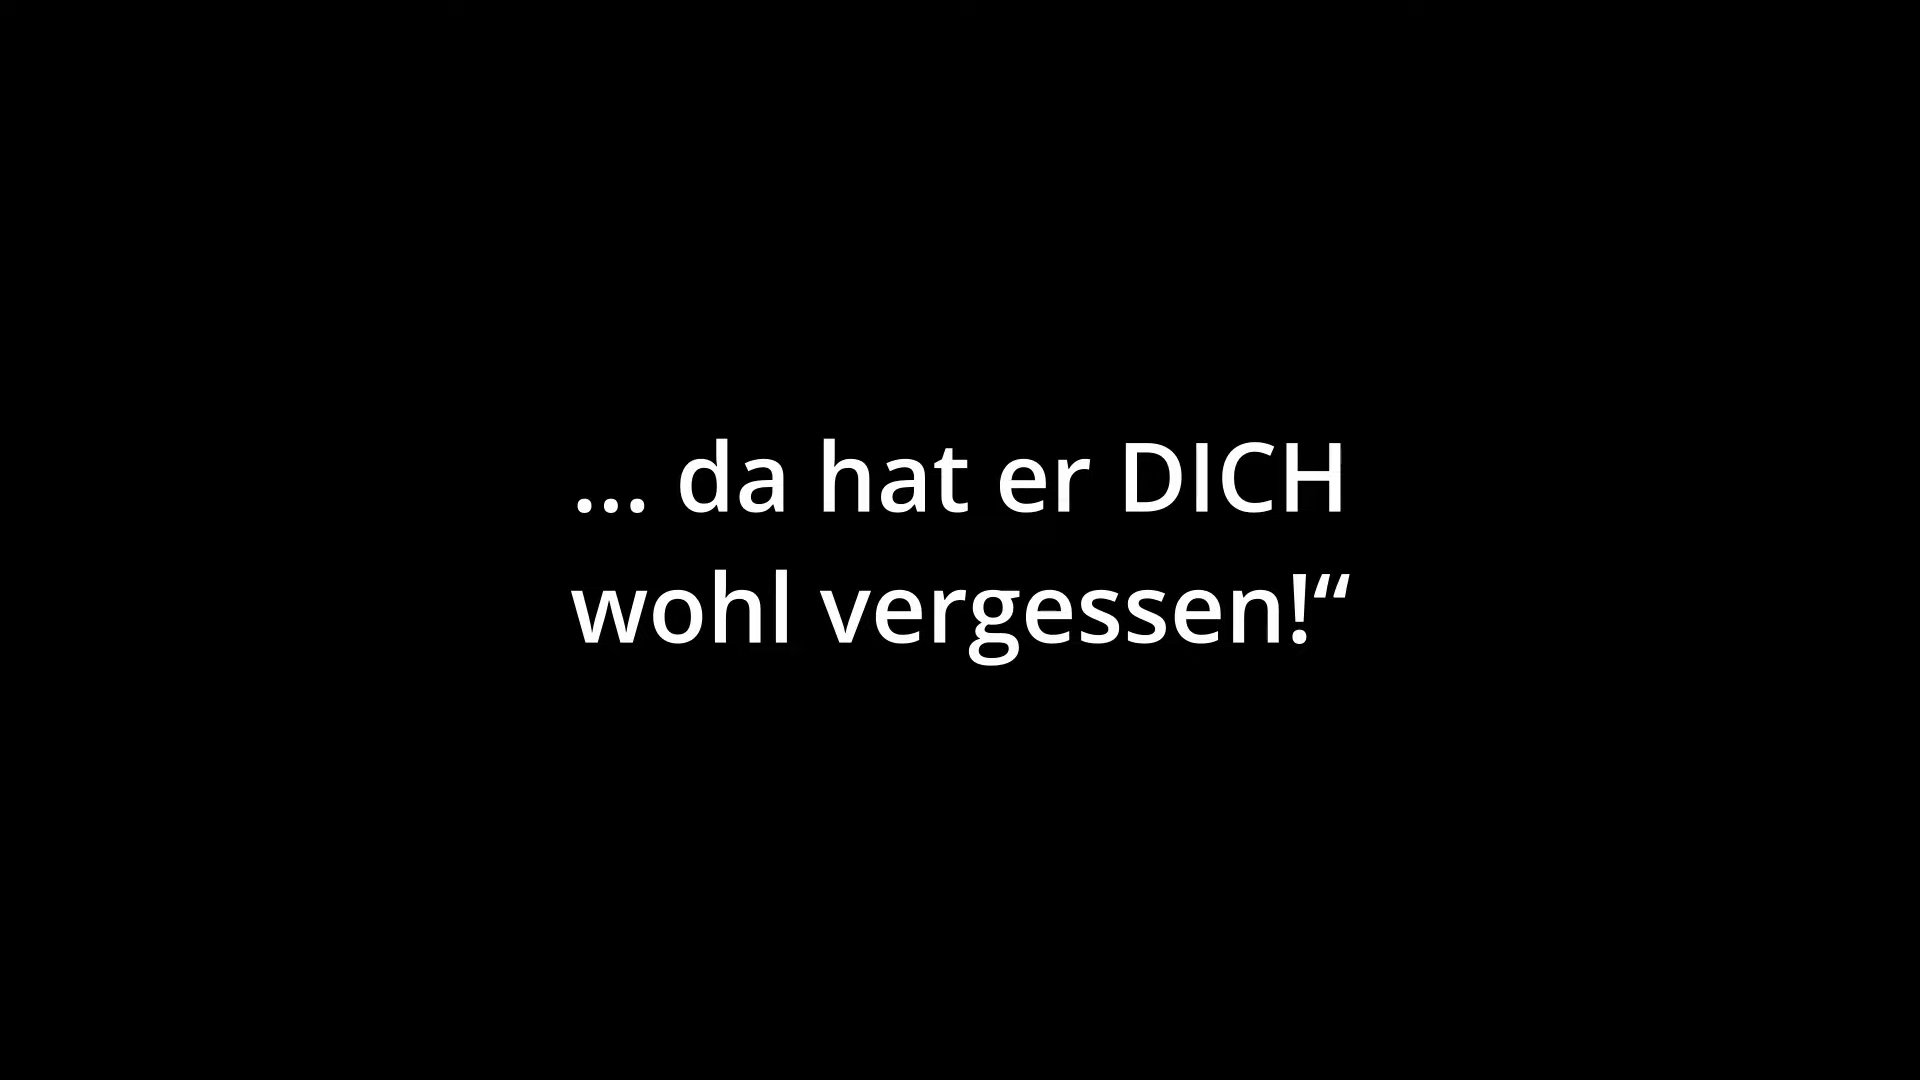 ... da hat er DICH
wohl vergessen!“